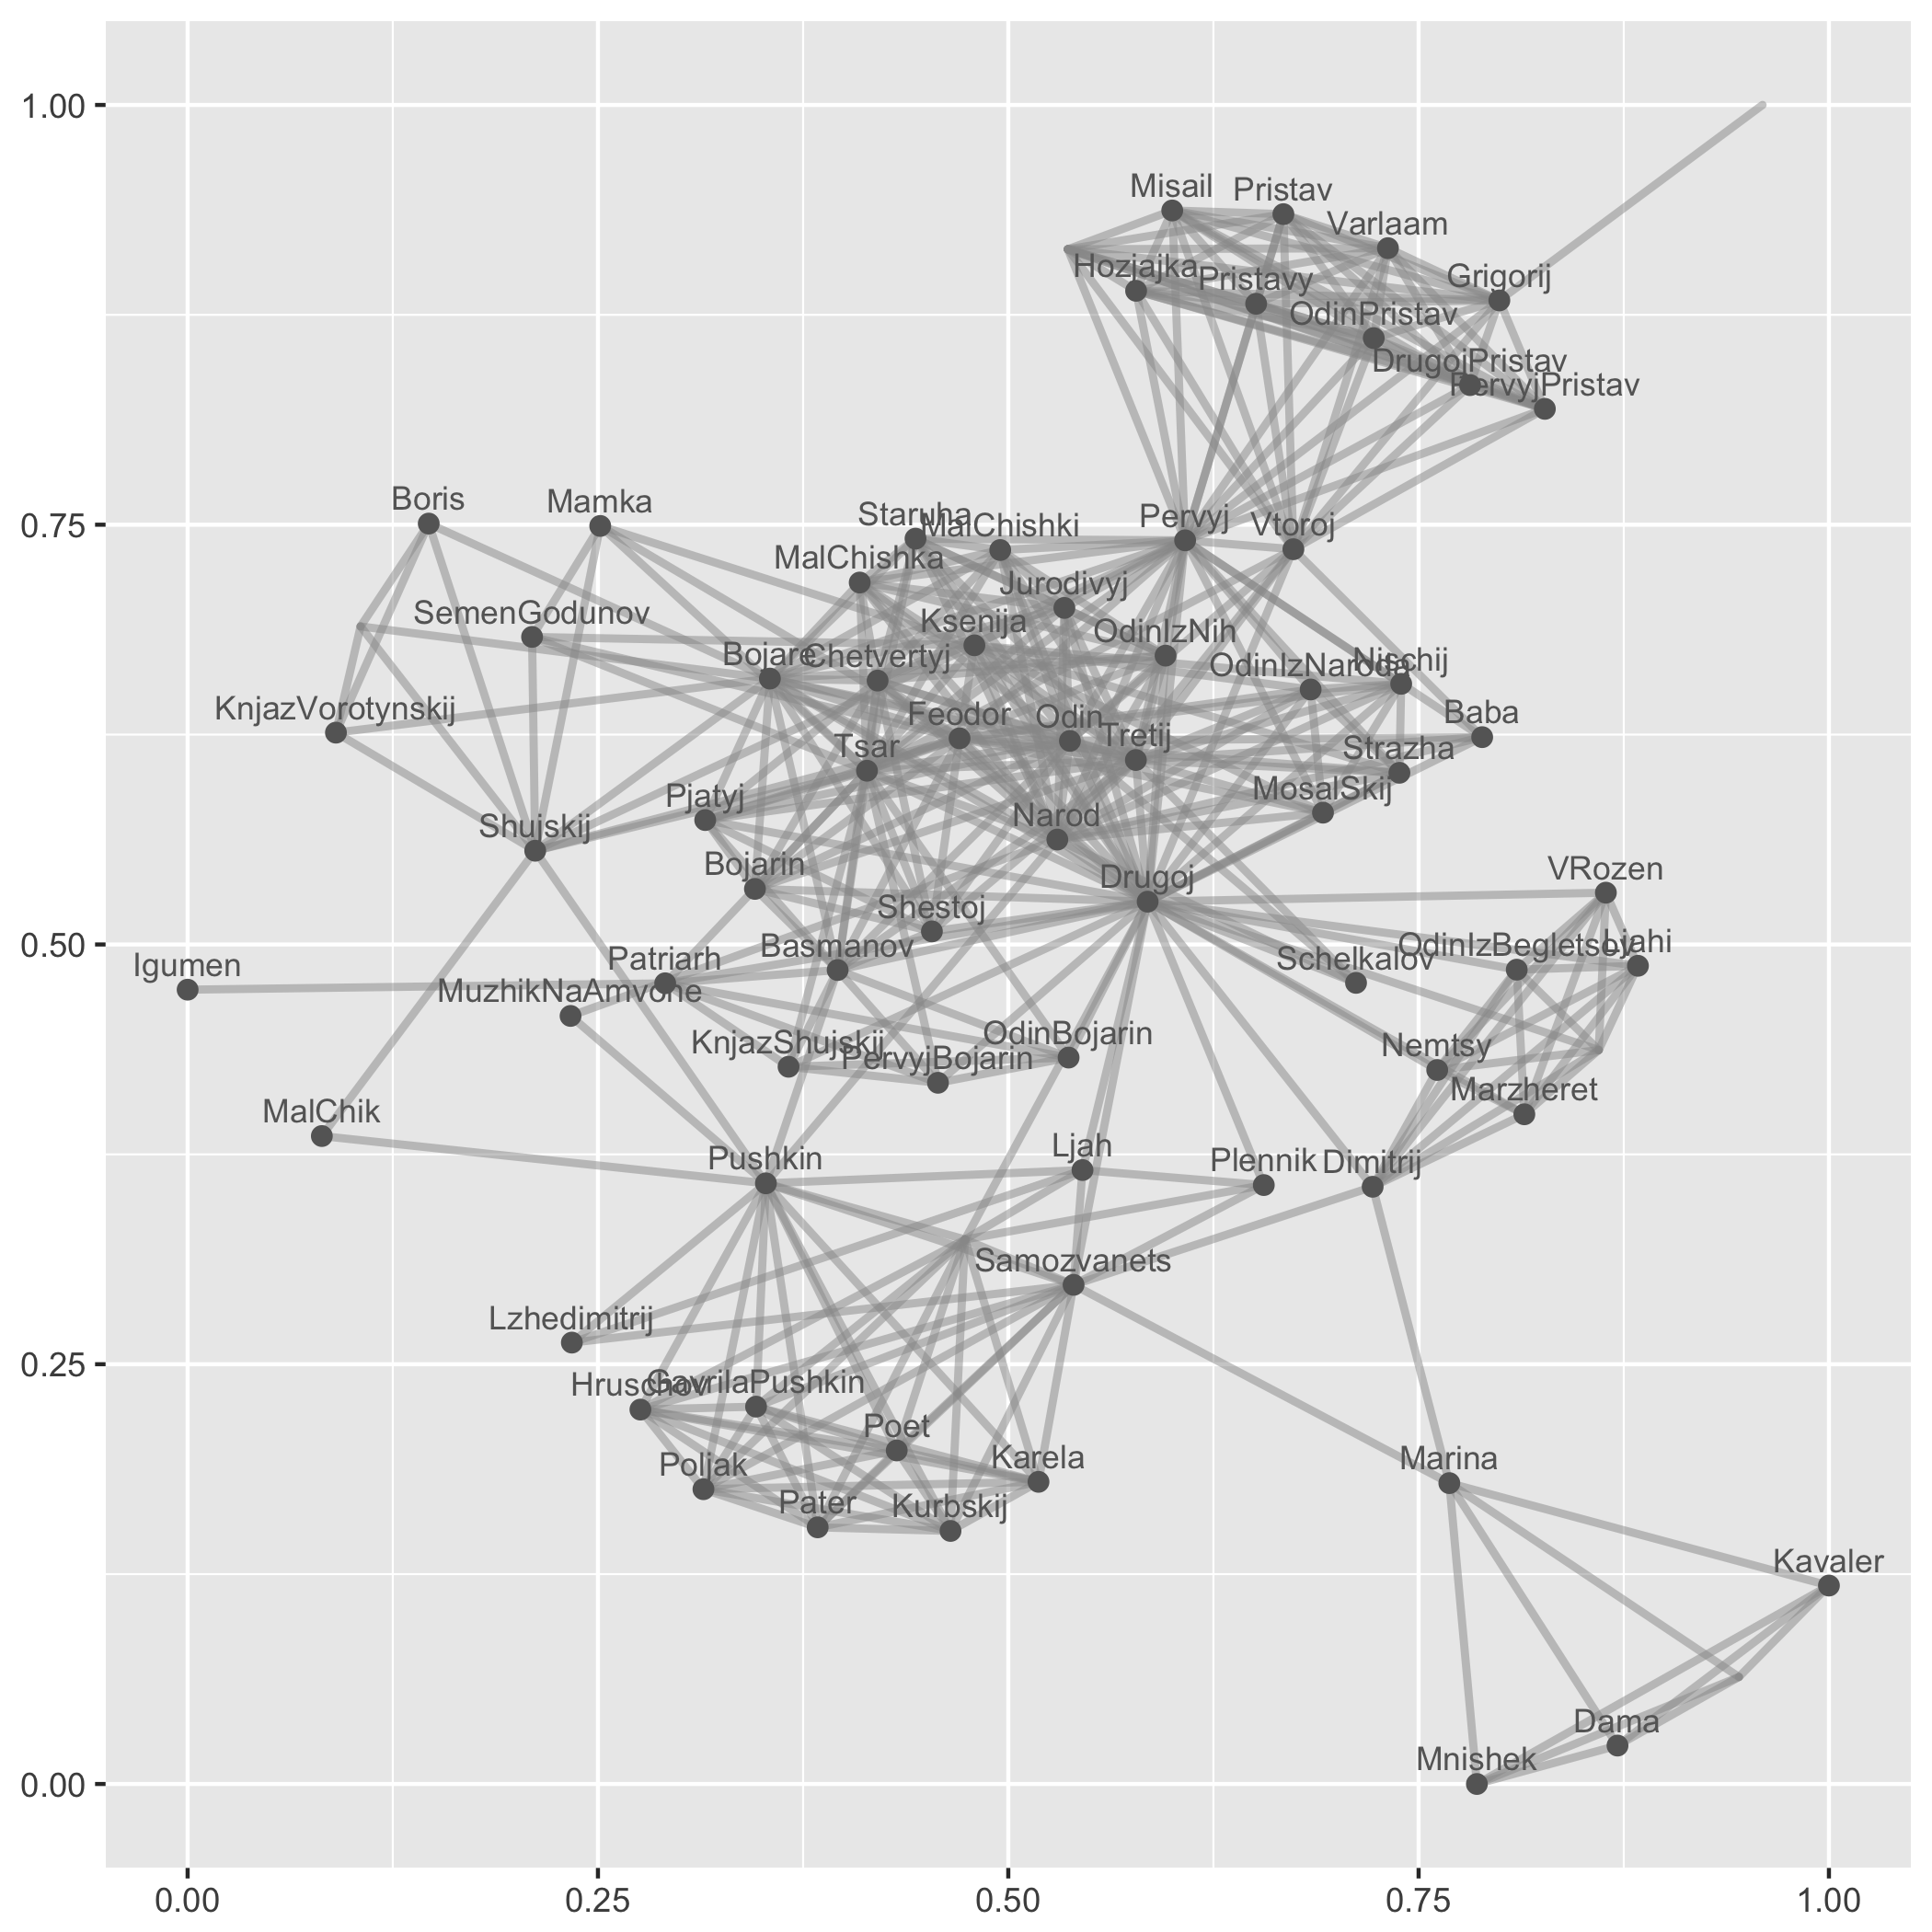 1.00
Misail
Pristav
Varlaam
Hozjajka
Pristavy
Grigorij
OdinPristav
DrugojPristav
PervyjPristav
Boris
Mamka
0.75
Staruha
MalChishki
Pervyj
Vtoroj
MalChishka
Jurodivyj
SemenGodunov
Ksenija
OdinIzNih
Bojare
Chetvertyj
OdinIzNaroda
Nischij
KnjazVorotynskij
Feodor
Odin
Baba
Tsar
Tretij
Strazha
Pjatyj
MosalSkij
Shujskij
Narod
Bojarin
Drugoj
VRozen
Shestoj
0.50
Igumen
Patriarh
Basmanov
Schelkalov
OdinIzBegletsov
Ljahi
MuzhikNaAmvone
KnjazShujskij
OdinBojarin
PervyjBojarin
Nemtsy
Marzheret
MalChik
Pushkin
Ljah
Plennik
Dimitrij
Samozvanets
Lzhedimitrij
0.25
Hruschov
GavrilaPushkin
Poet
Poljak
Karela
Marina
Pater
Kurbskij
Kavaler
Dama
Mnishek
0.00
0.00 0.25 0.50 0.75 1.00